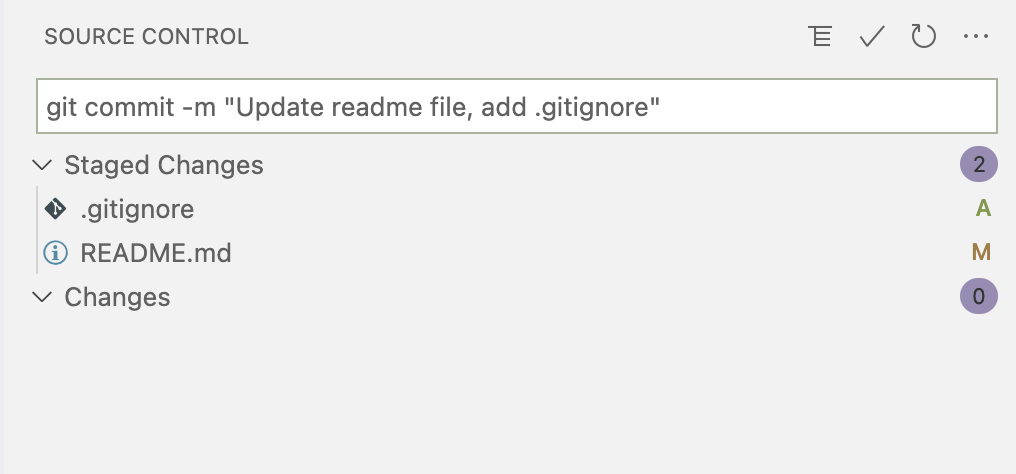 SOURCE CONTROL
git commit -m "Update readme file, add .gitignore"
Staged Changes 2
.gitignore A
README.md M
Changes 0